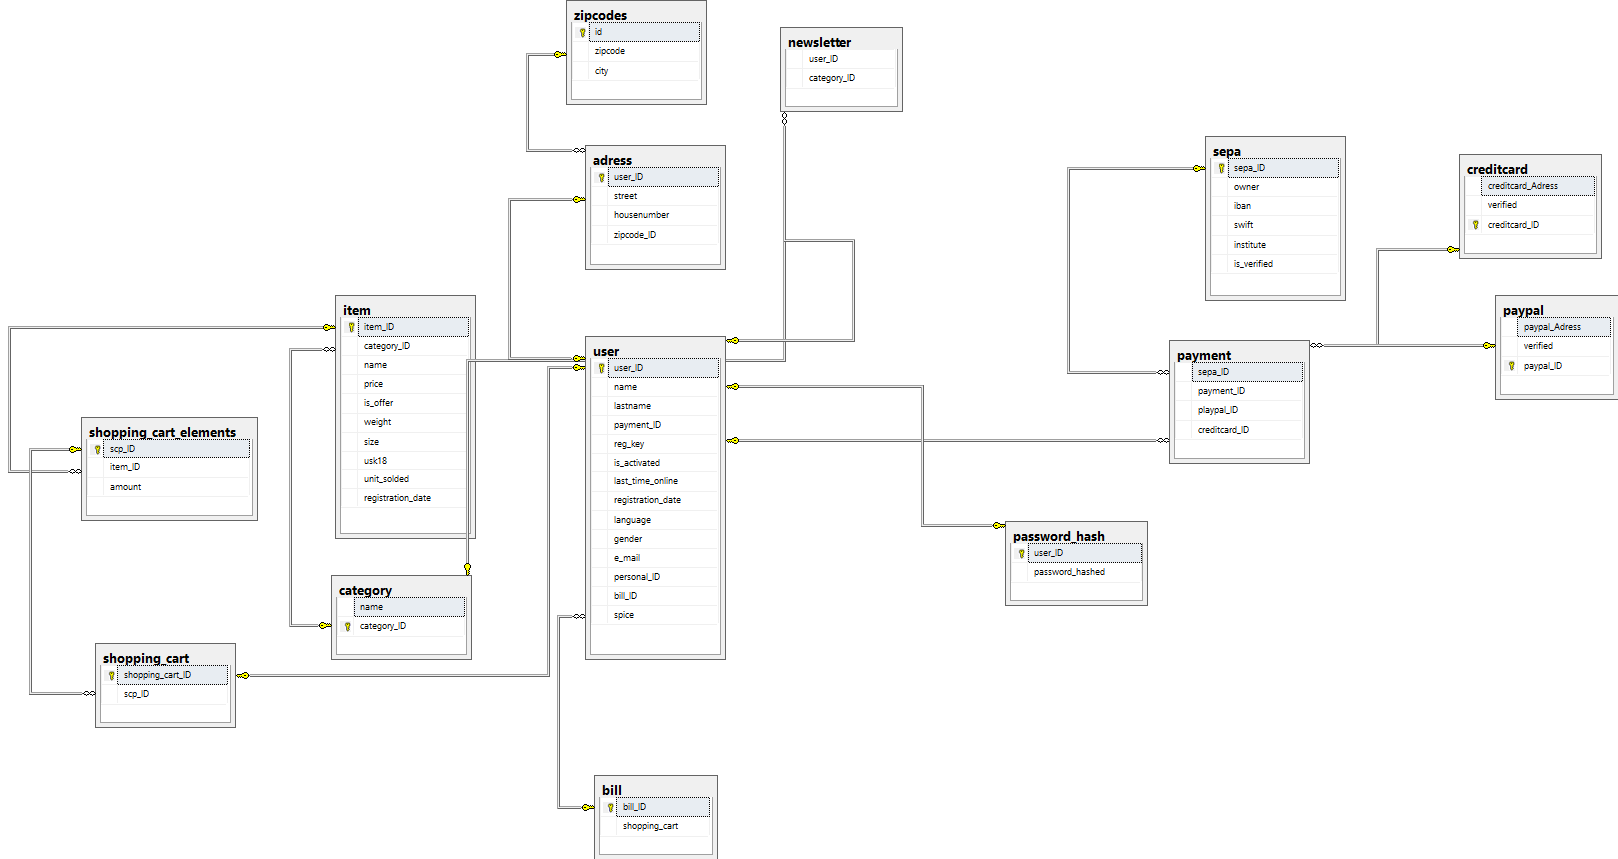 zipcodes
id
zipcode
city
newsletter
user_ID
category_ID
adress
user_ID
street
housenumber
zipcode_ID
sepa
sepa_ID
owner
iban
swift
institute
is_verified
creditcard
creditcard_Adress
verified
creditcard_ID
item
item_ID
category_ID
name
price
is_offer
weight
size
usk18
unit_solded
registration_date
paypal
paypal_Adress
verified
paypal_ID
user
user_ID
name
lastname
payment_ID
reg_key
is_activated
last_time_online
registration_date
language
gender
e_mail
personal_ID
bill_ID
spice
payment
sepa_ID
payment_ID
playpal_ID
creditcard_ID
shopping_cart_elements
scp_ID
item_ID
amount
password_hash
user_ID
password_hashed
category
name
category_ID
shopping_cart
shopping_cart_ID
scp_ID
bill
bill_ID
shopping_cart